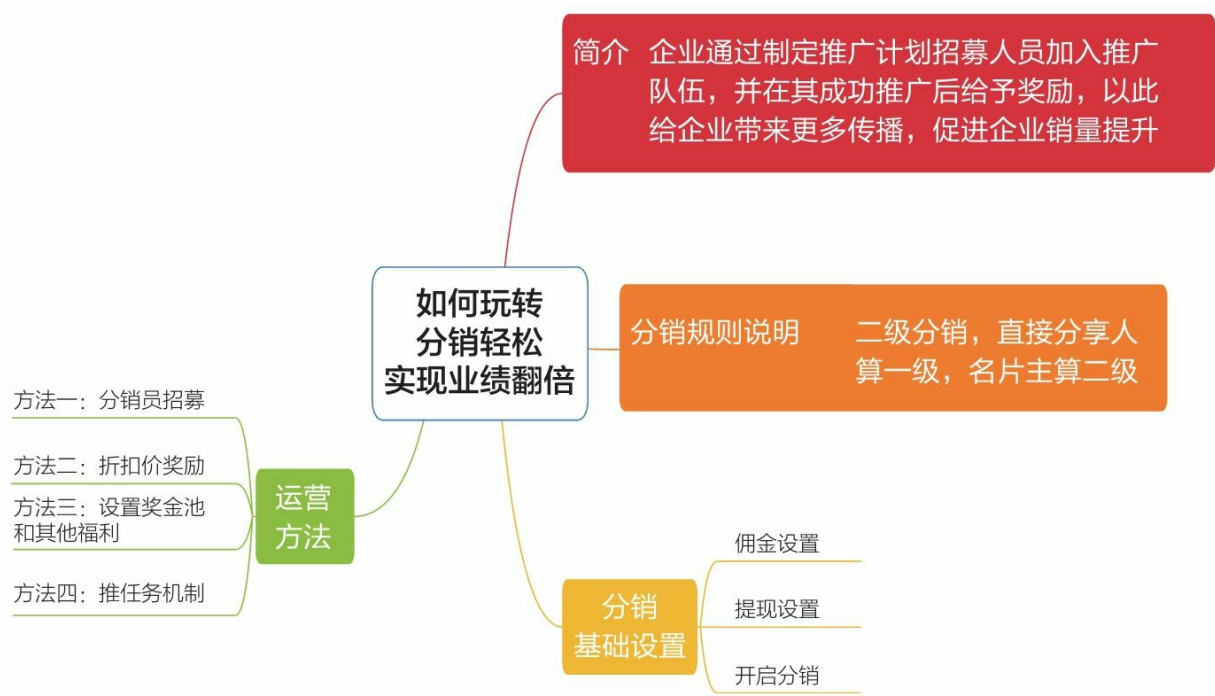 简介 企业通过制定推广计划招募人员加入推广
队伍，并在其成功推广后给予奖励，以此
给企业带来更多传播，促进企业销量提升
如何玩转
分销轻松
实现业绩翻倍
分销规则说明 二级分销，直接分享人
算一级，名片主算二级
方法一：分销员招募
方法二：折扣价奖励
方法三：设置奖金池
和其他福利
方法四：推任务机制
运营
方法
分销
基础设置
佣金设置
提现设置
开启分销